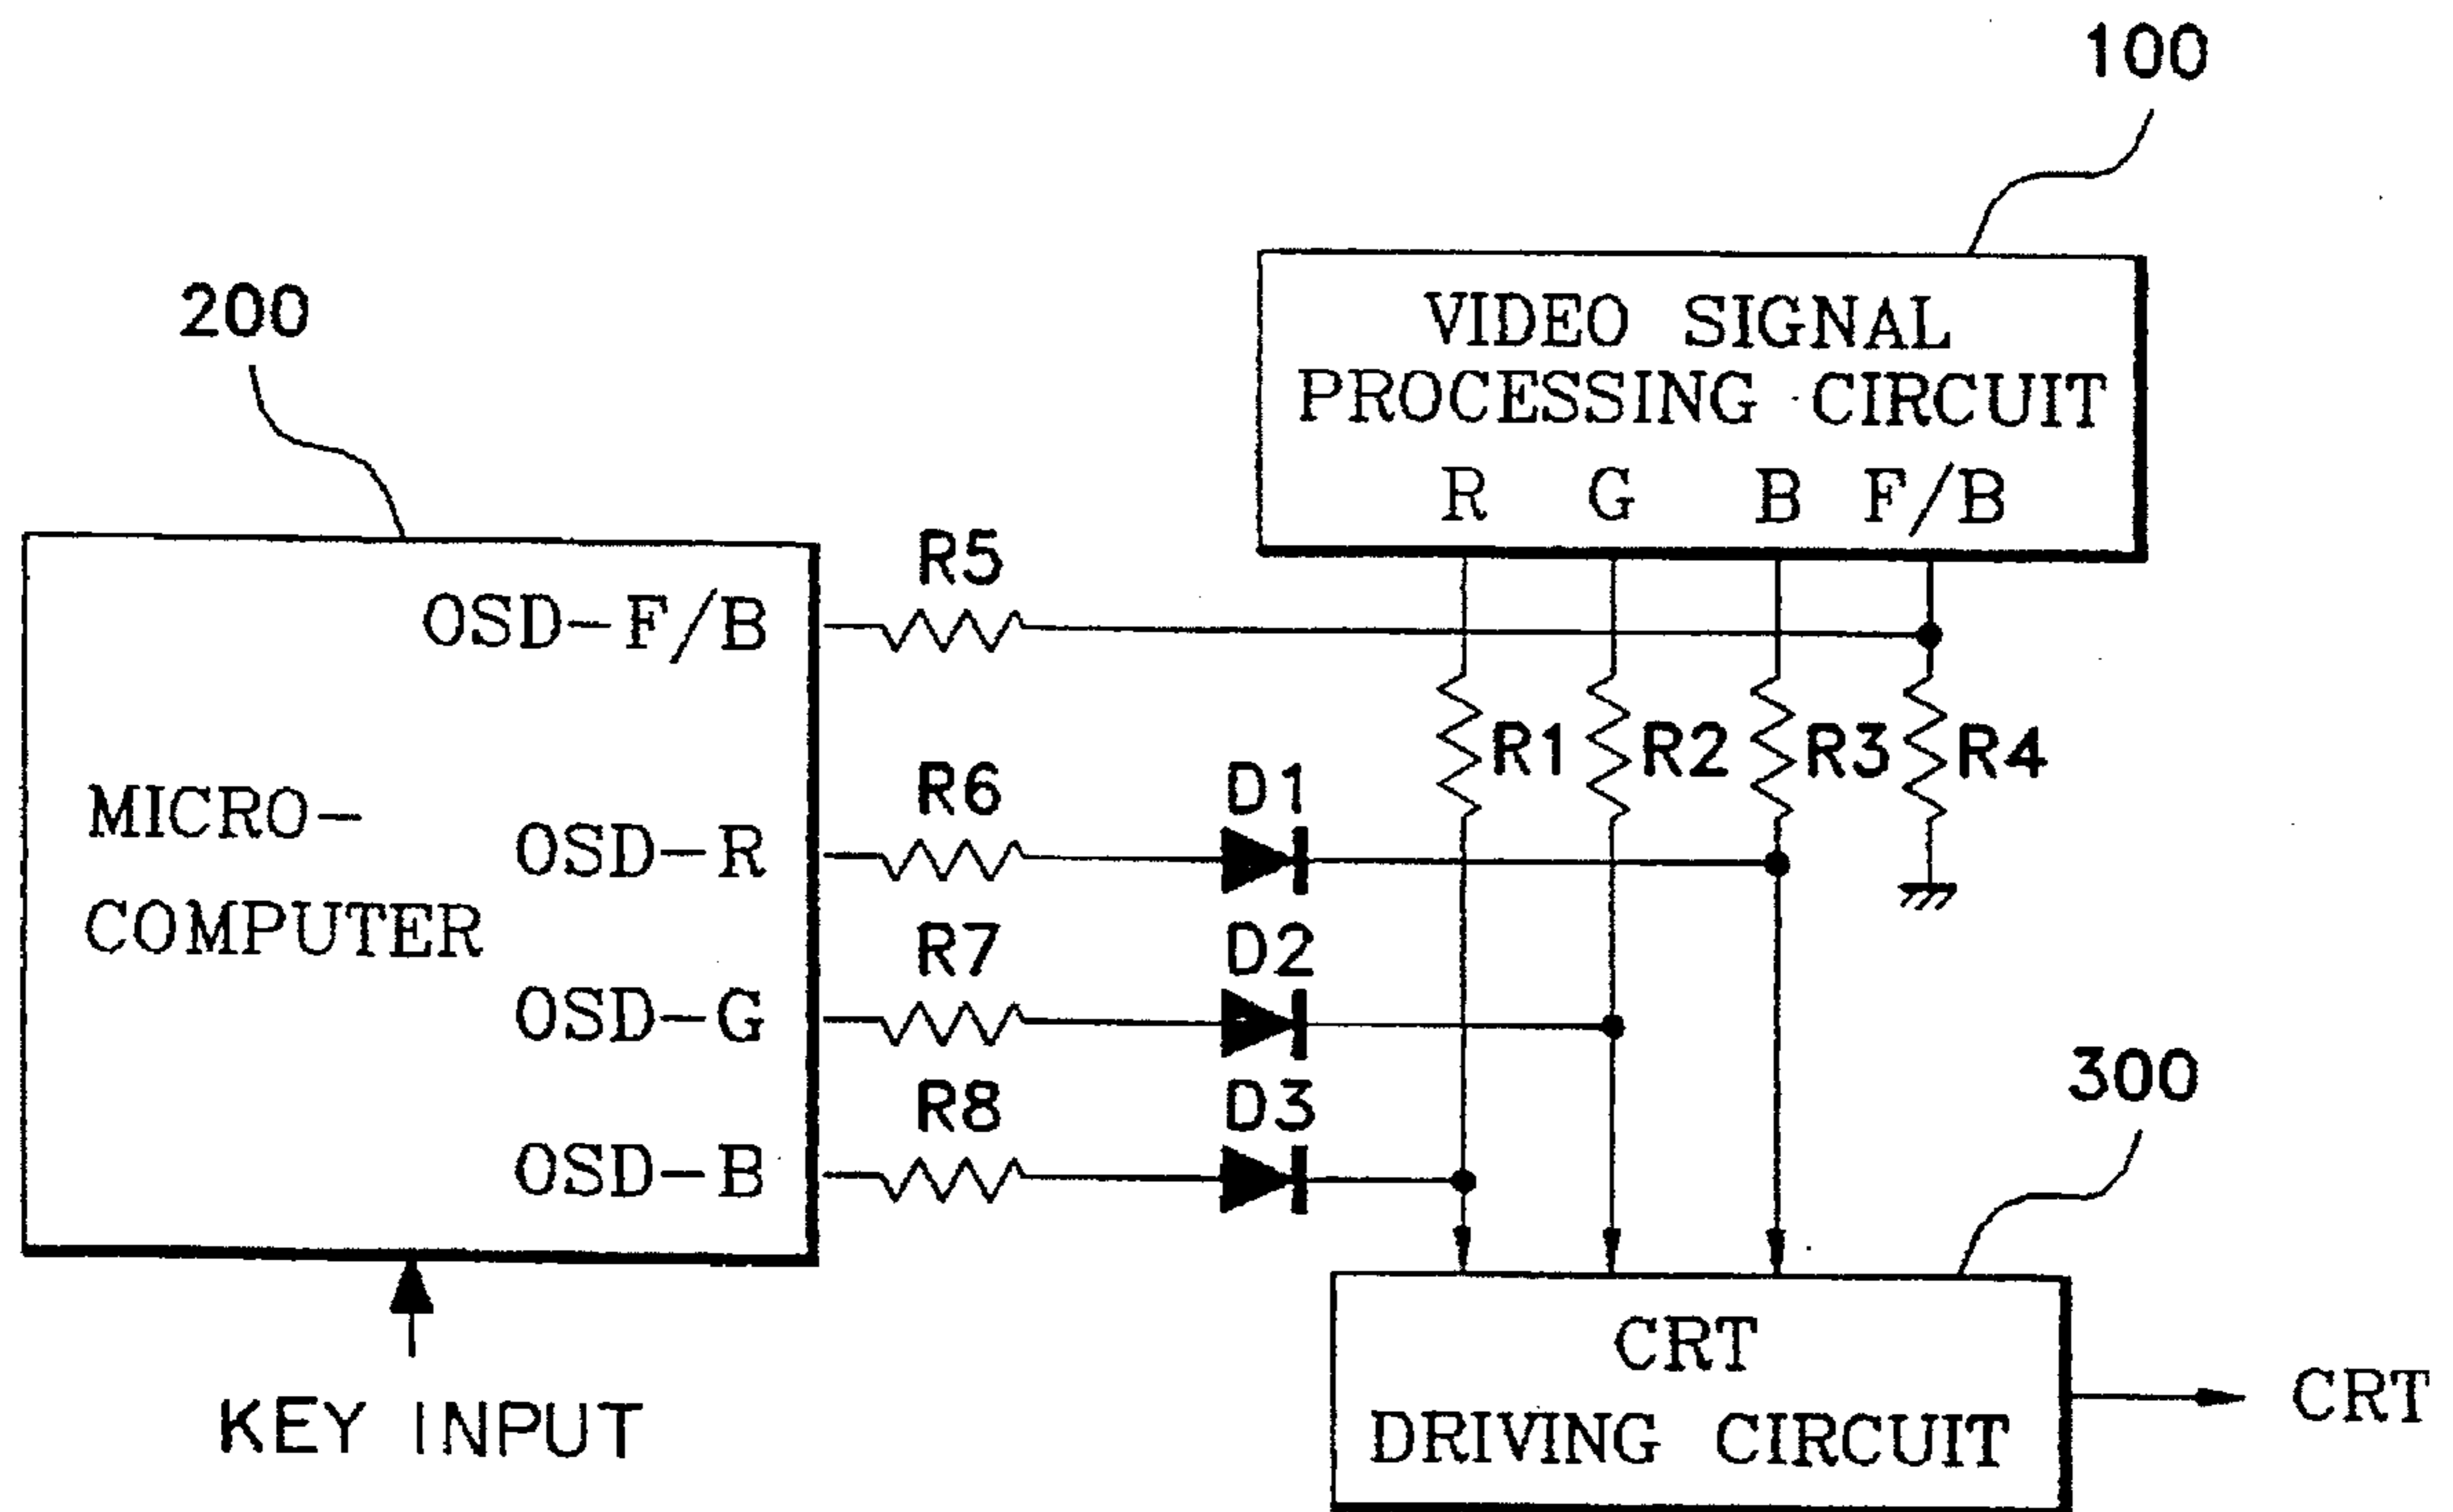 100
200
VIDEO SIGNAL
PROCESSING CIRCUIT
R G B F/B
R5
OSD-F/B
R1 R2 R3 R4
R6 D1
MICRO-
OSD-R
COMPUTER
R7 D2
OSD-G
300
R8 D3
OSD-B
CRT
DRIVING CIRCUIT
CRT
KEY INPUT